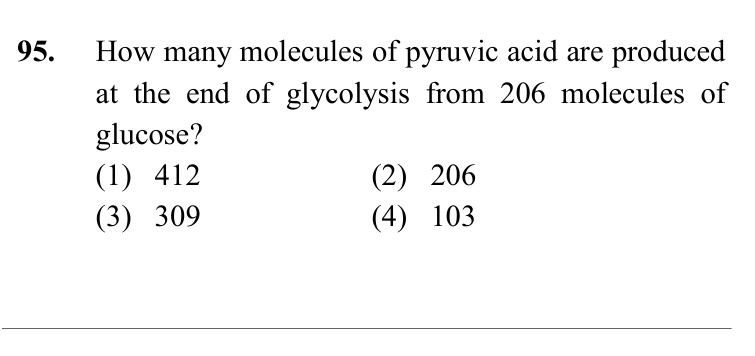 95. How many molecules of pyruvic acid are produced
at the end of glycolysis from 206 molecules of
glucose?
(1) 412 (2) 206
(3) 309 (4) 103